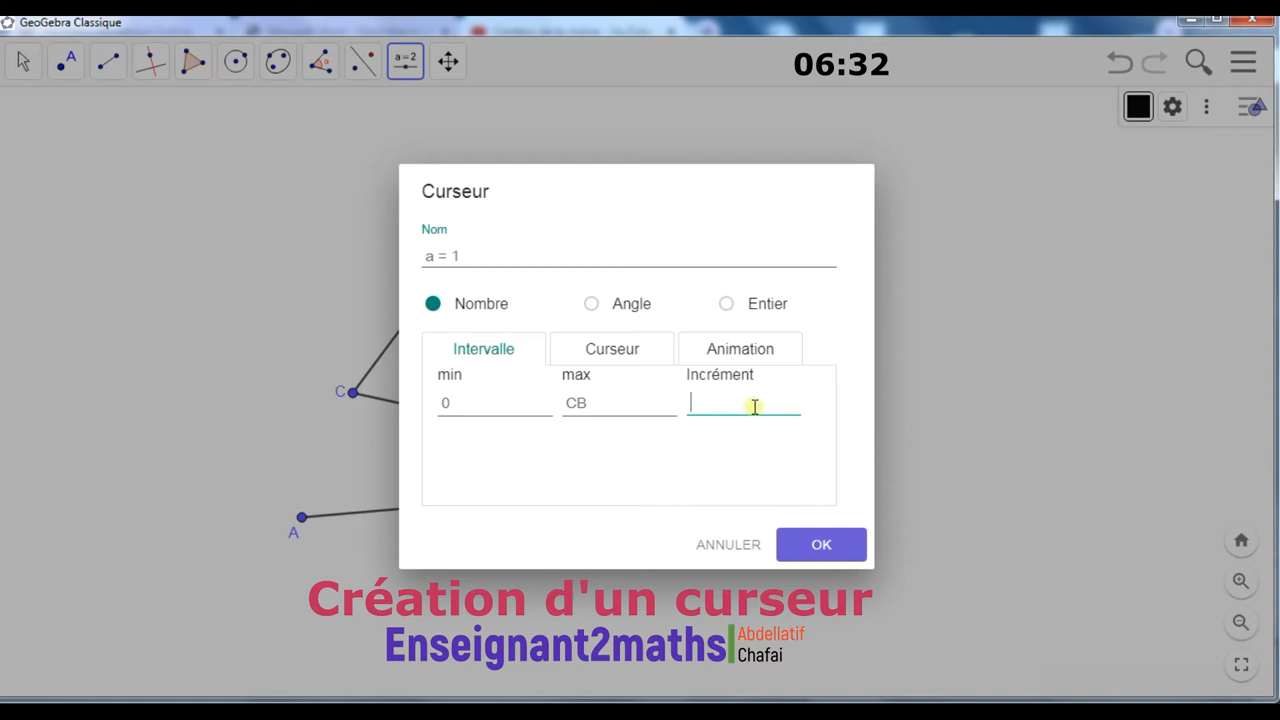 GeoGebra Classique
A
a=2
06:32
Curseur
Nom
a = 1
Nombre
Angle
Entier
Intervalle
Curseur
Animation
min
max
Incrément
0
CB
C
A
ANNULER
OK
Création d'un curseur
Enseignant2maths
Abdellatif
Chafai